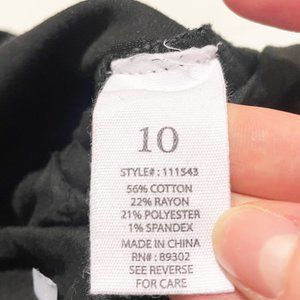 10
STYLE#: 111543
56% COTTON
22% RAYON
21% POLYESTER
1% SPANDEX
MADE IN CHINA
RN#: 89302
SEE REVERSE
FOR CARE